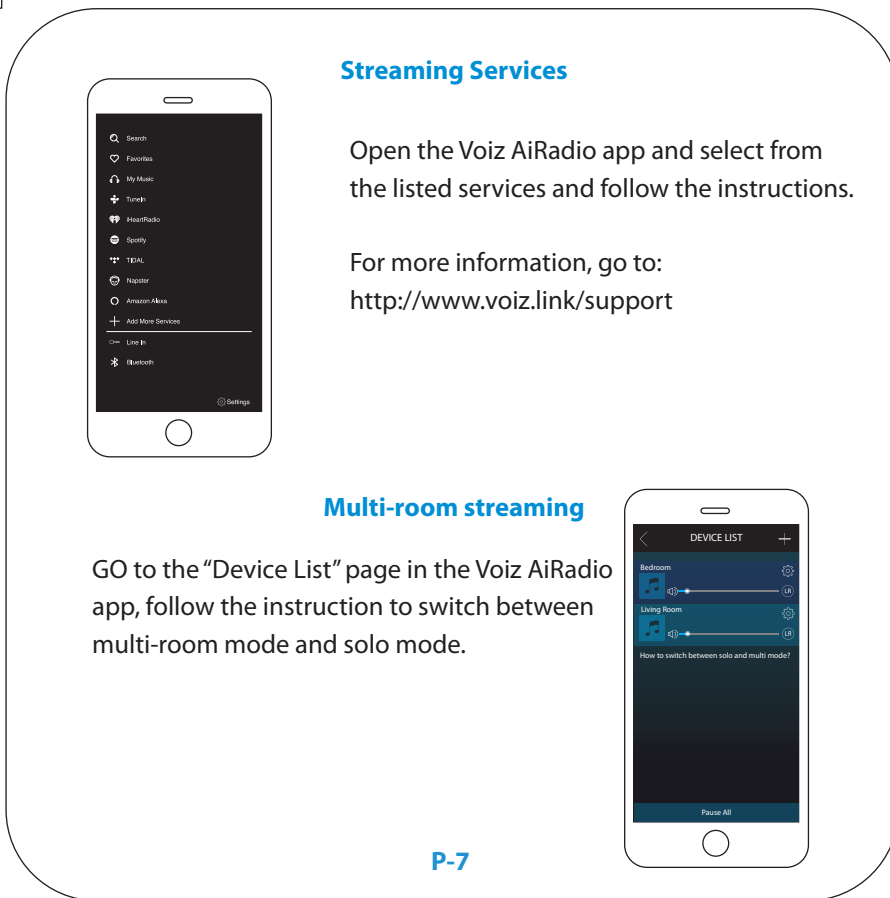 Streaming Services
Search
Favorites
My Music
TuneIn
iHeartRadio
Spotify
TIDAL
Napster
Amazon Alexa
Add More Services
Line In
Bluetooth
Settings
Open the Voiz AiRadio app and select from
the listed services and follow the instructions.
For more information, go to:
http://www.voiz.link/support
Multi-room streaming
GO to the “Device List” page in the Voiz AiRadio
app, follow the instruction to switch between
multi-room mode and solo mode.
DEVICE LIST
Bedroom
LR
Living Room
LR
How to switch between solo and multi mode?
Pause All
P-7